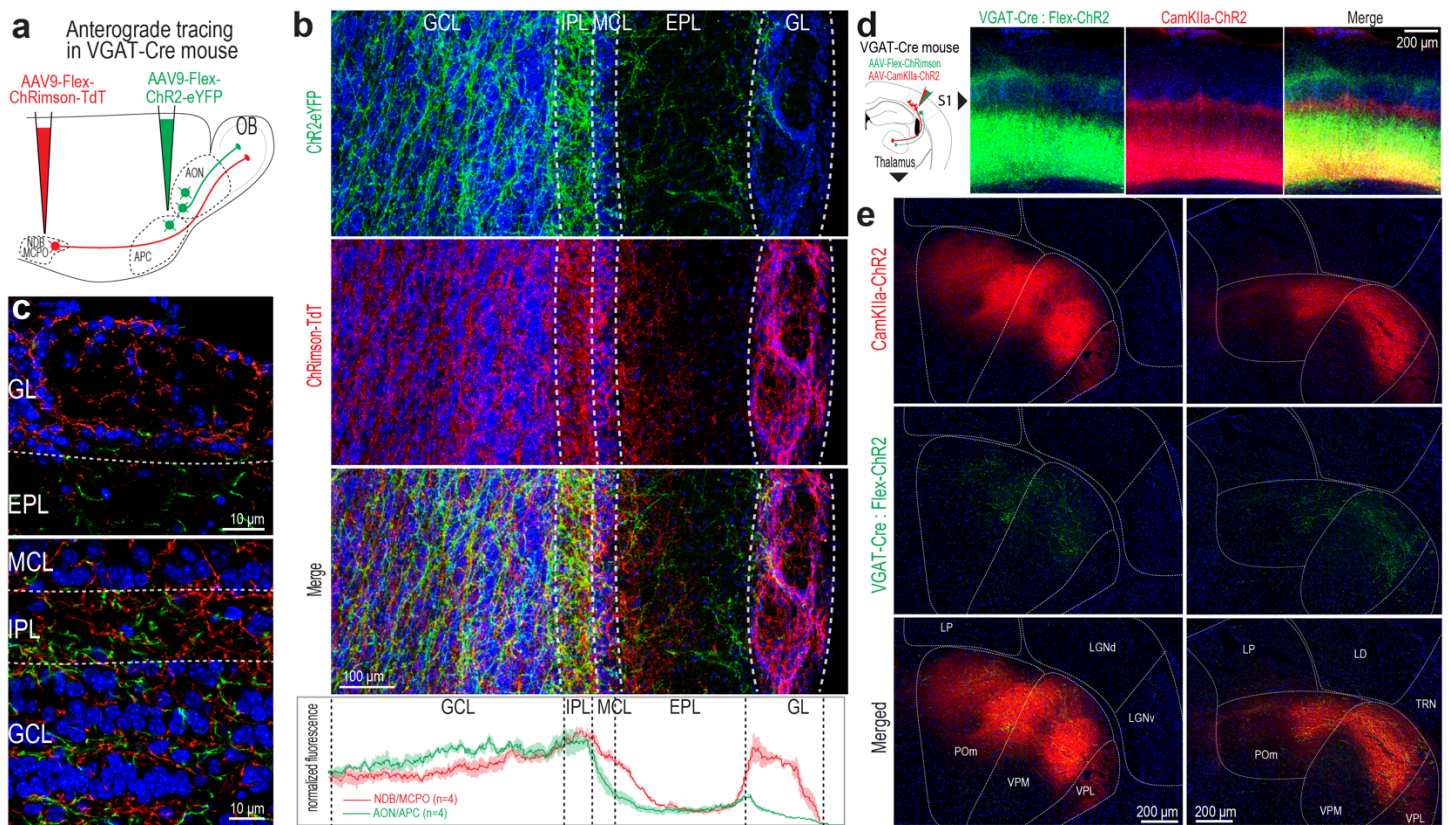 a
Anterograde tracing
in VGAT-Cre mouse
AAV9-Flex-
ChRimson-TdT
AAV9-Flex-
ChR2-eYFP
OB
AON
NDB
MCPO
APC
b
GCL
IPL
MCL
EPL
GL
ChR2-eYFP
ChRimson-TdT
Merge
100 µm
GCL
IPL
MCL
EPL
GL
normalized fluorescence
NDB/MCPO (n=4)
AON/APC (n=4)
c
GL
EPL
10 µm
MCL
IPL
GCL
10 µm
d
VGAT-Cre mouse
AAV-Flex-ChRimson
AAV-CamKIIa-ChR2
S1
Thalamus
VGAT-Cre : Flex-ChR2
CamKIIa-ChR2
Merge
200 µm
e
CamKIIa-ChR2
VGAT-Cre : Flex-ChR2
Merged
LP
LGNd
LGNv
POm
VPM
VPL
200 µm
LP
LD
TRN
POm
VPM
VPL
200 µm